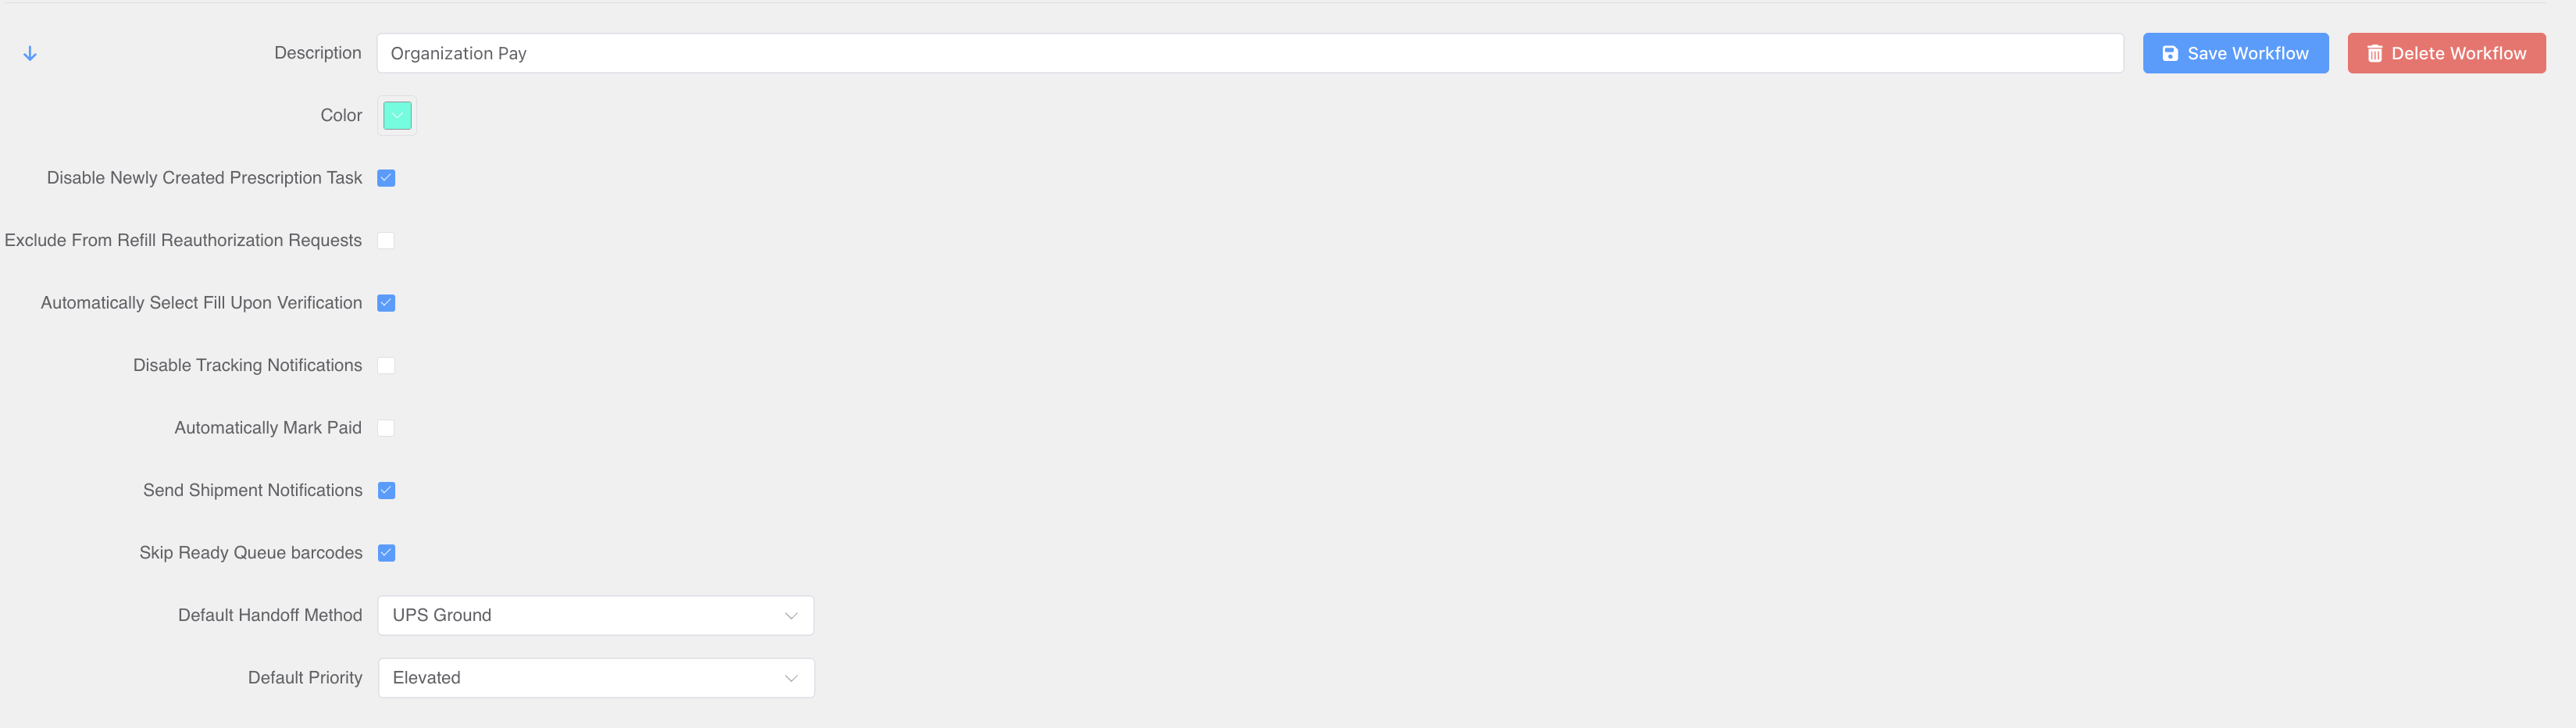 Description Organization Pay Save Workflow Delete Workflow
Color
Disable Newly Created Prescription Task
Exclude From Refill Reauthorization Requests
Automatically Select Fill Upon Verification
Disable Tracking Notifications
Automatically Mark Paid
Send Shipment Notifications
Skip Ready Queue barcodes
Default Handoff Method UPS Ground
Default Priority Elevated